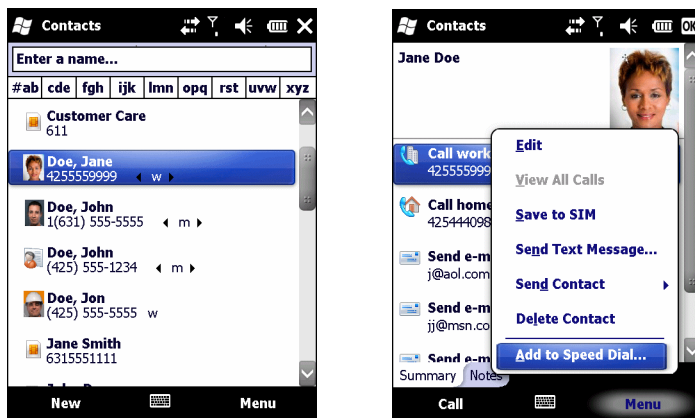 Contacts
Enter a name...
#ab cde fgh ijk lmn opq rst uvw xyz
Customer Care
611
Doe, Jane
4255559999 w
Doe, John
1(631) 555-5555 m
Doe, John
(425) 555-1234 m
Doe, Jon
(425) 555-5555 w
Jane Smith
6315551111
New Menu
Contacts OK
Jane Doe
Call work
425555999
Call home
425444098
Send e-m
j@aol.com
Send e-m
jj@msn.co
Send e-m
Edit
View All Calls
Save to SIM
Send Text Message...
Send Contact
Delete Contact
Add to Speed Dial...
Summary Notes
Call Menu